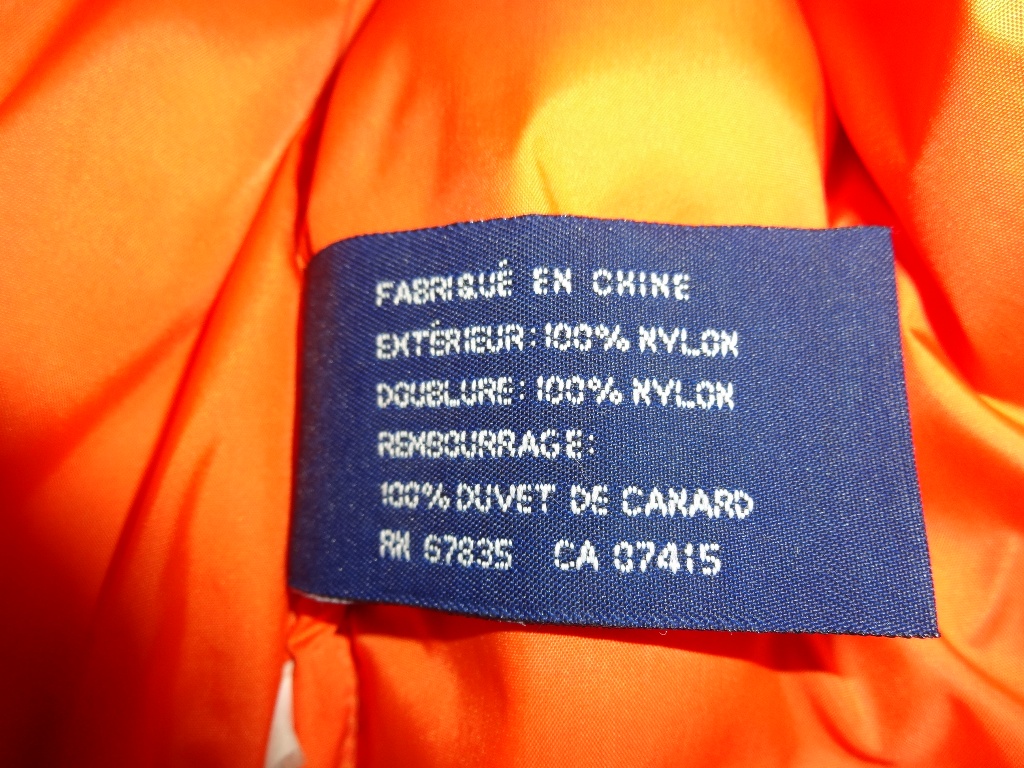 FABRIQUÉ EN CHINE
EXTÉRIEUR: 100% NYLON
DOUBLURE: 100% NYLON
REMBOURRAGE:
100% DUVET DE CANARD
RN 67835 CA 07415